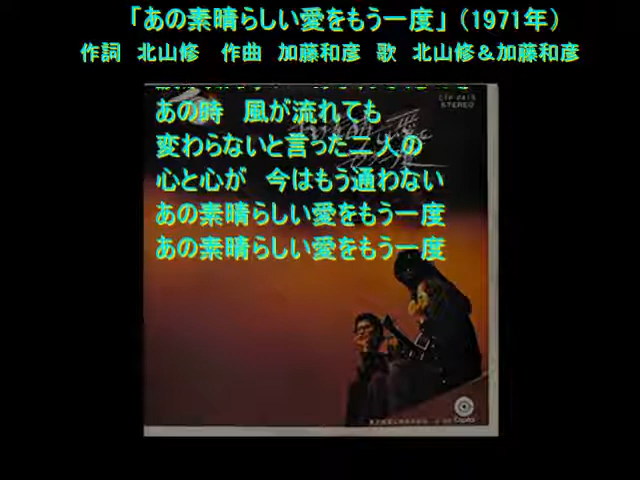 「あの素晴らしい愛をもう一度」（1971年）
作詞　北山修　作曲　加藤和彦　歌　北山修＆加藤和彦
STEREO
あの時　風が流れても
変わらないと言った二人の
心と心が　今はもう通わない
あの素晴らしい愛をもう一度
あの素晴らしい愛をもう一度
Capitol